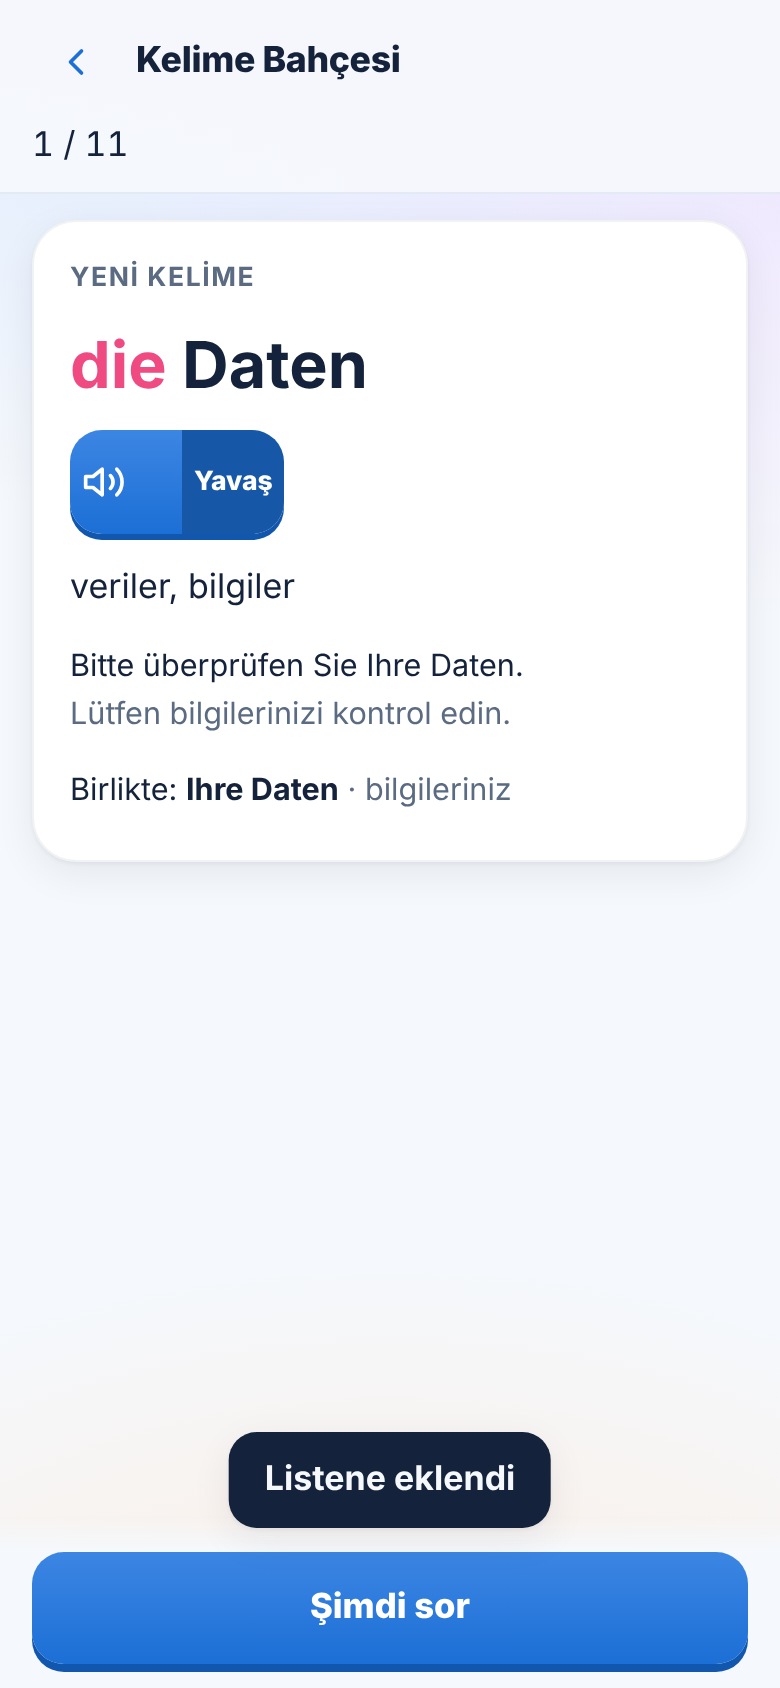 Kelime Bahçesi
1 / 11
YENİ KELİME
die Daten
Yavaş
veriler, bilgiler
Bitte überprüfen Sie Ihre Daten.
Lütfen bilgilerinizi kontrol edin.
Birlikte: Ihre Daten · bilgileriniz
Listene eklendi
Şimdi sor